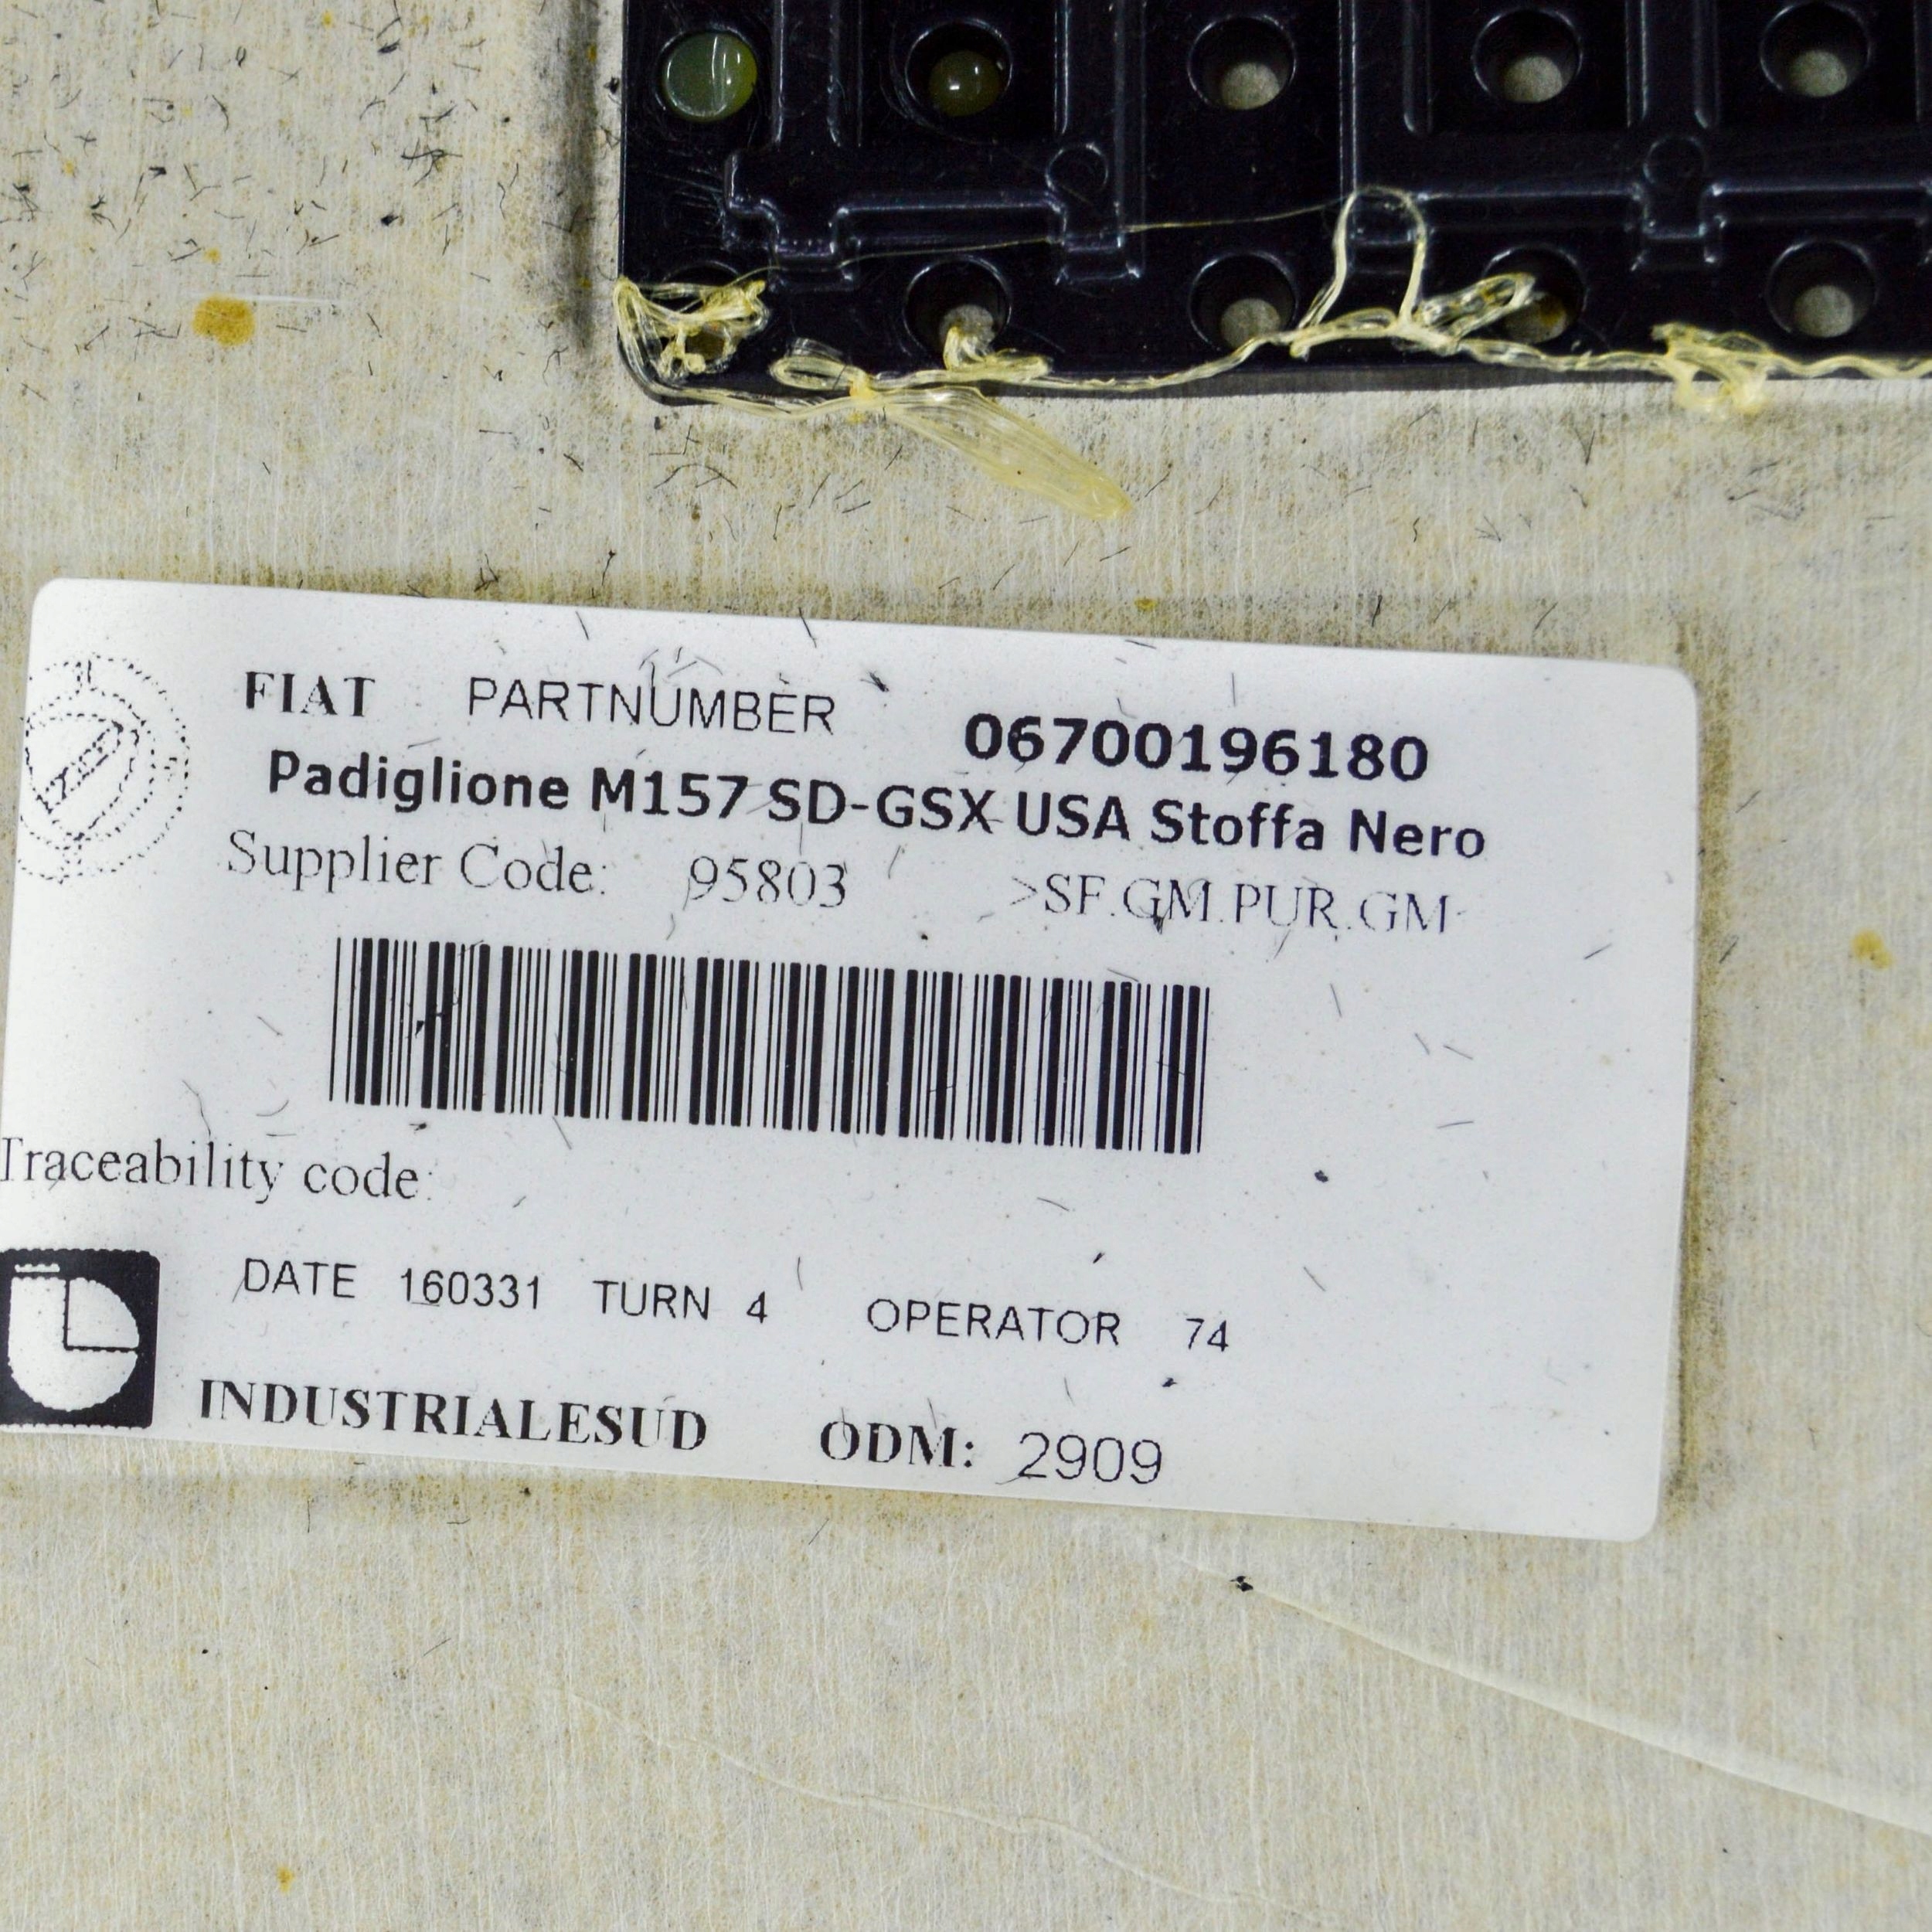 FIAT PARTNUMBER 06700196180
Padiglione M157 SD-GSX USA Stoffa Nero
Supplier Code: 95803 >SF.GM.PUR.GM
Traceability code:
DATE 160331 TURN 4 OPERATOR 74
INDUSTRIALESUD ODM: 2909